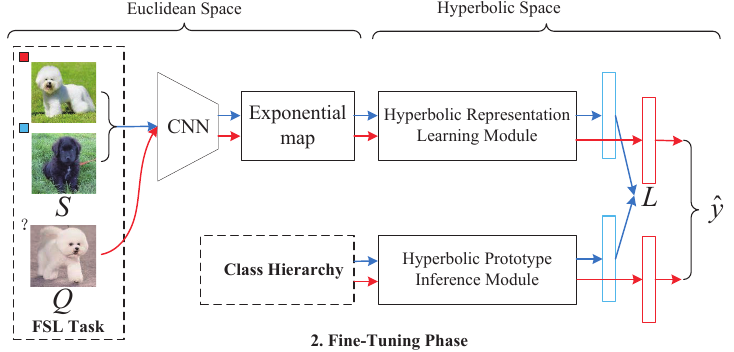 Euclidean Space
Hyperbolic Space
CNN
Exponential
map
Hyperbolic Representation
Learning Module
S
L
ŷ
?
Q
FSL Task
Class Hierarchy
Hyperbolic Prototype
Inference Module
2. Fine-Tuning Phase